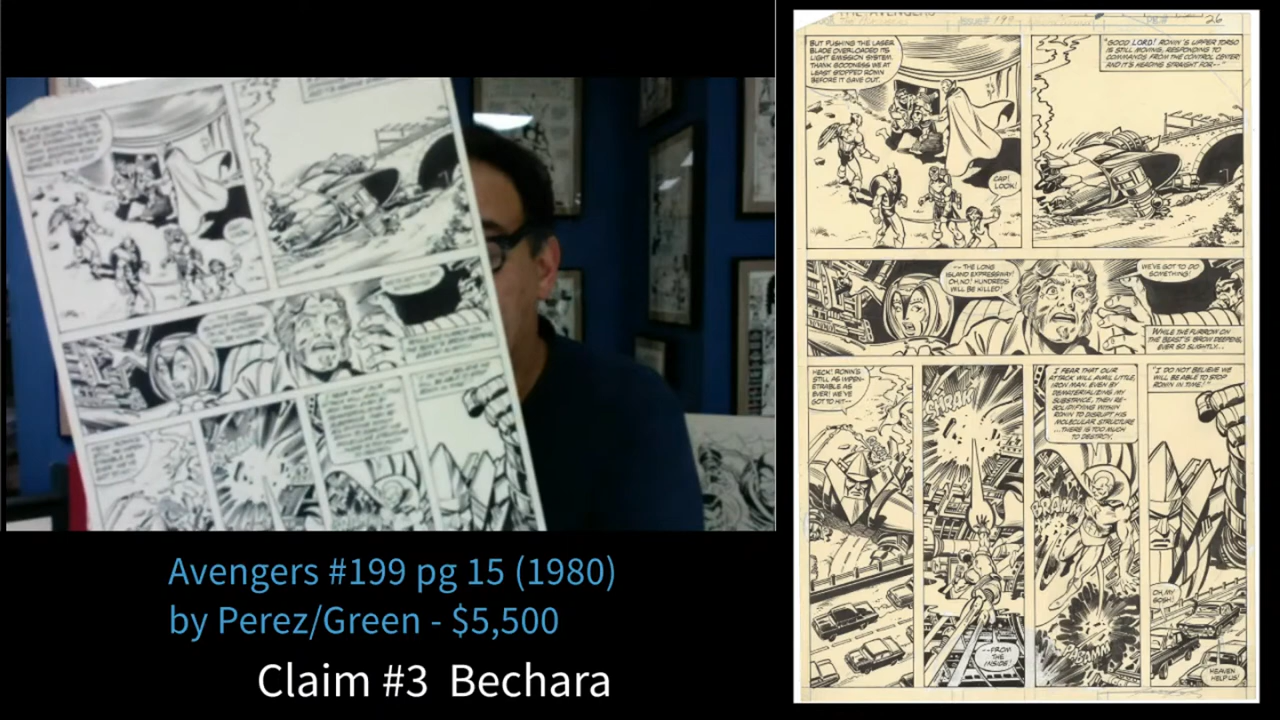 Avengers #199 pg 15 (1980)
by Perez/Green - $5,500
Claim #3 Bechara
THE AVENGERS
ISSUE# 199
26
BUT PUSHING THE LASER
BLADE OVERLOADED ITS
LIGHT EMISSION SYSTEM.
THANK GOODNESS WE AT
LEAST STOPPED RONIN
BEFORE IT GAVE OUT.
CAP!
LOOK!
"GOOD LORD! RONIN'S UPPER TORSO
IS STILL MOVING, RESPONDING TO
COMMANDS FROM THE CONTROL CENTER!
AND IT'S HEADING STRAIGHT FOR--"
-- THE LONG
ISLAND EXPRESSWAY!
OH, NO! HUNDREDS
WILL BE KILLED!
WE'VE GOT TO DO
SOMETHING!
WHILE THE FURROW ON
THE BEAST'S BROW DEEPENS,
EVER SO SLIGHTLY...
HECK! RONIN'S
STILL AS IMPEN-
ETRABLE AS
EVER! WE'VE
GOT TO HIT--
SHRAK
--FROM
THE
INSIDE!
I FEAR THAT OUR
ATTACK WILL AVAIL LITTLE,
IRON MAN. EVEN BY
DEMATERIALIZING MY
SUBSTANCE, THEN RE-
SOLIDIFYING WITHIN
RONIN TO DISRUPT HIS
MOLECULAR STRUCTURE
...THERE IS TOO MUCH
TO DESTROY.
BRAMM
PBAMM
"I DO NOT BELIEVE WE
WILL BE ABLE TO STOP
RONIN IN TIME!"
OH, MY
GOSH!
HEAVEN
HELP US!